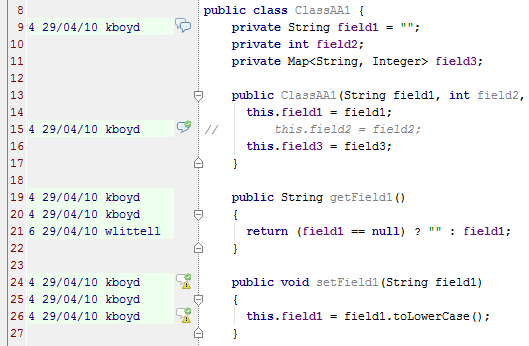 8 public class ClassAA1 {
9 4 29/04/10 kboyd private String field1 = "";
10 private int field2;
11 private Map<String, Integer> field3;
12
13 public ClassAA1(String field1, int field2,
14 this.field1 = field1;
15 4 29/04/10 kboyd // this.field2 = field2;
16 this.field3 = field3;
17 }
18
19 4 29/04/10 kboyd public String getField1()
20 4 29/04/10 kboyd {
21 6 29/04/10 wlittell return (field1 == null) ? "" : field1;
22 }
23
24 4 29/04/10 kboyd public void setField1(String field1)
25 4 29/04/10 kboyd {
26 4 29/04/10 kboyd this.field1 = field1.toLowerCase();
27 }